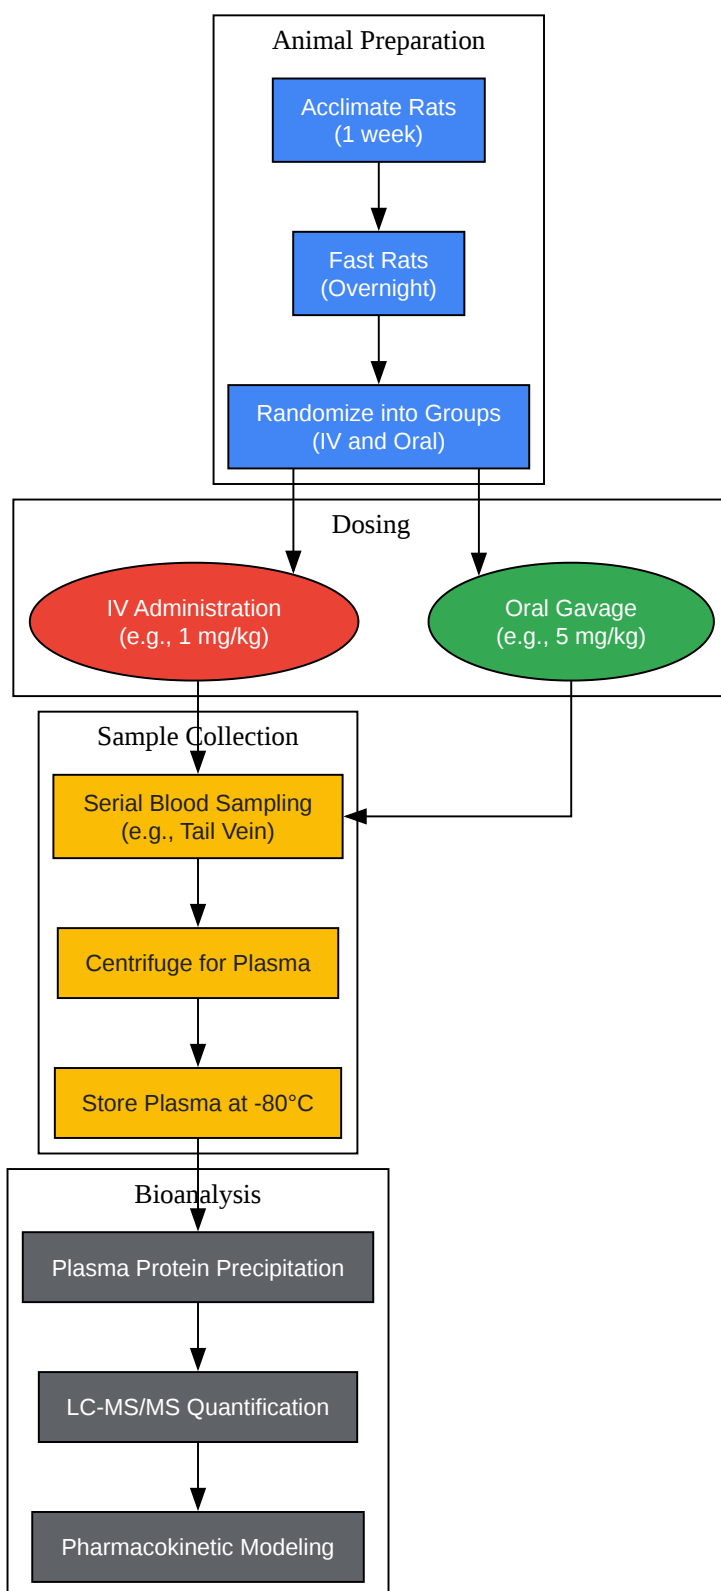 Animal Preparation
Acclimate Rats
(1 week)
Fast Rats
(Overnight)
Randomize into Groups
(IV and Oral)
Dosing
IV Administration
(e.g., 1 mg/kg)
Oral Gavage
(e.g., 5 mg/kg)
Sample Collection
Serial Blood Sampling
(e.g., Tail Vein)
Centrifuge for Plasma
Store Plasma at -80°C
Bioanalysis
Plasma Protein Precipitation
LC-MS/MS Quantification
Pharmacokinetic Modeling